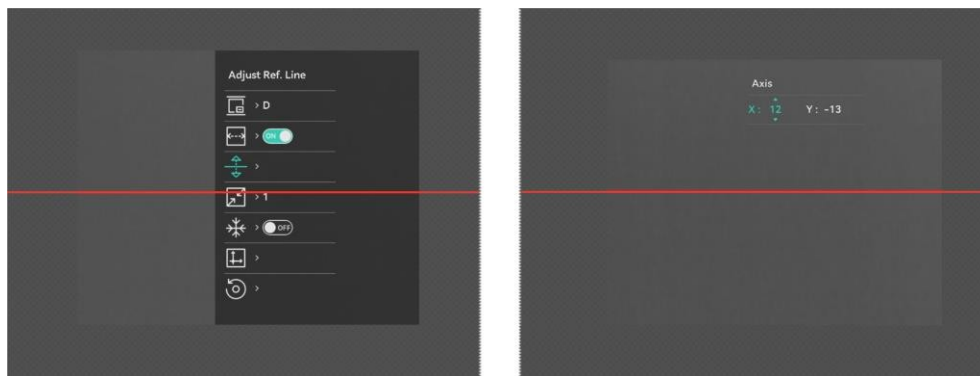 Adjust Ref. Line
› D
› ON
›
› 1
› OFF
›
›
Axis
X : 12 Y : -13